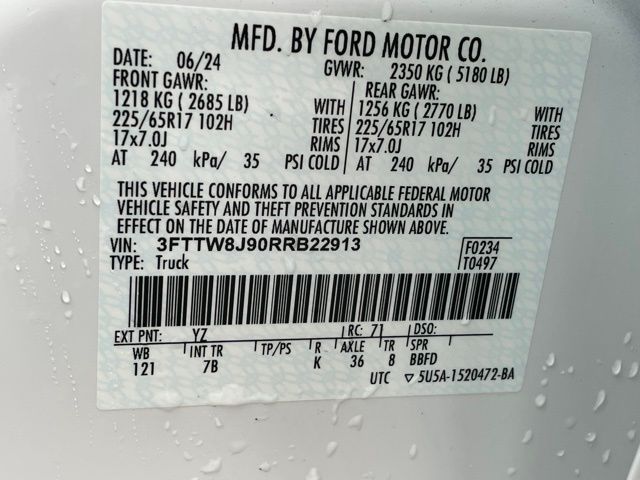 MFD. BY FORD MOTOR CO.
DATE: 06/24 GVWR: 2350 KG ( 5180 LB)
FRONT GAWR: REAR GAWR:
1218 KG ( 2685 LB) WITH 1256 KG ( 2770 LB) WITH
225/65R17 102H TIRES 225/65R17 102H TIRES
17x7.0J RIMS 17x7.0J RIMS
AT 240 kPa/ 35 PSI COLD AT 240 kPa/ 35 PSI COLD
THIS VEHICLE CONFORMS TO ALL APPLICABLE FEDERAL MOTOR
VEHICLE SAFETY AND THEFT PREVENTION STANDARDS IN
EFFECT ON THE DATE OF MANUFACTURE SHOWN ABOVE.
VIN: 3FTTW8J90RRB22913 F0234
TYPE: Truck T0497
EXT PNT: YZ RC: 71 DSO:
WB INT TR TP/PS R AXLE TR SPR
121 7B K 36 8 BBFD
UTC ▽ 5U5A-1520472-BA